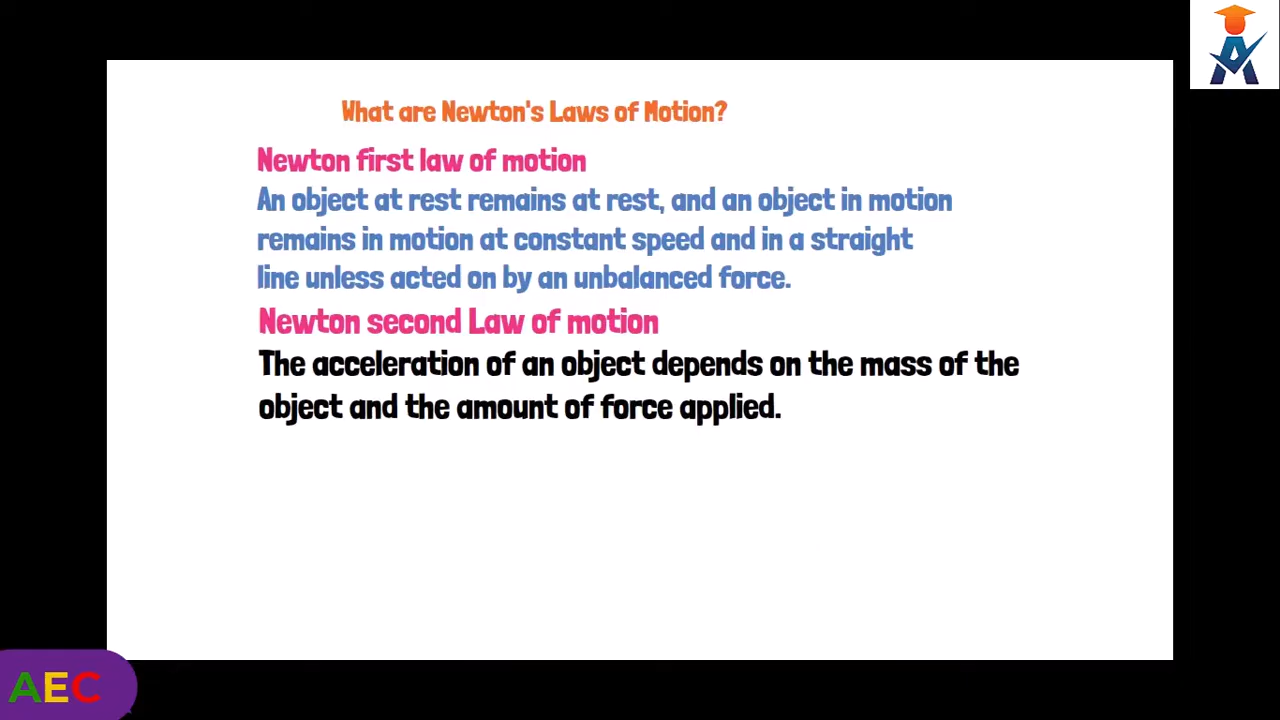 What are Newton's Laws of Motion?
Newton first law of motion
An object at rest remains at rest, and an object in motion
remains in motion at constant speed and in a straight
line unless acted on by an unbalanced force.
Newton second Law of motion
The acceleration of an object depends on the mass of the
object and the amount of force applied.
AEC